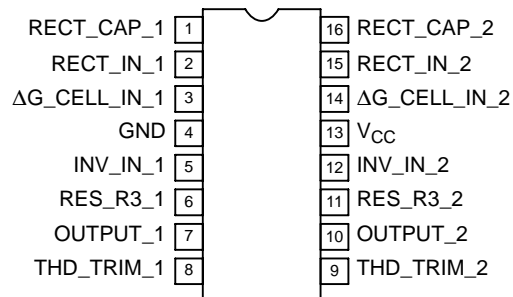 RECT_CAP_1 1 16 RECT_CAP_2
RECT_IN_1 2 15 RECT_IN_2
ΔG_CELL_IN_1 3 14 ΔG_CELL_IN_2
GND 4 13 VCC
INV_IN_1 5 12 INV_IN_2
RES_R3_1 6 11 RES_R3_2
OUTPUT_1 7 10 OUTPUT_2
THD_TRIM_1 8 9 THD_TRIM_2